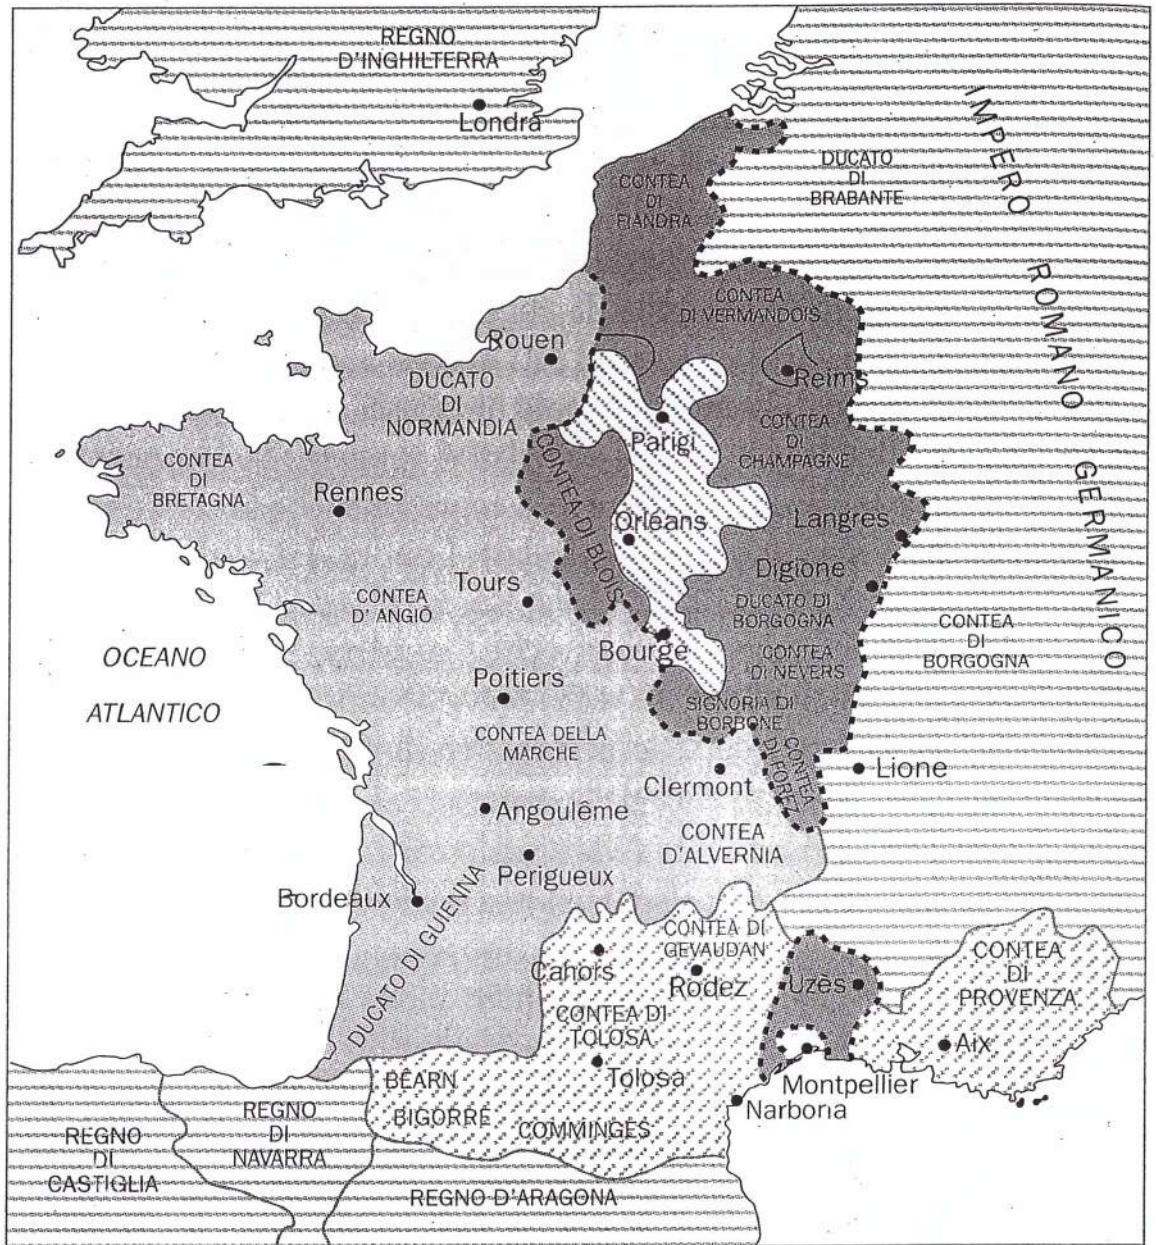 REGNO
D'INGHILTERRA
Londra
IMPERO ROMANO GERMANICO
DUCATO
DI
BRABANTE
CONTEA
DI
FIANDRA
CONTEA
DI VERMANDOIS
Rouen
Reims
DUCATO
DI
NORMANDIA
Parigi
CONTEA
DI
CHAMPAGNE
CONTEA
DI
BRETAGNA
Rennes
CONTEA DI BLOIS
Orléans
Langres
Tours
Digione
CONTEA
D' ANGIÒ
DUCATO DI
BORGOGNA
CONTEA
DI
BORGOGNA
OCEANO
ATLANTICO
Bourge
CONTEA
DI NEVERS
Poitiers
SIGNORIA DI
BORBONE
CONTEA DELLA
MARCHE
CONTEA
DI FOREZ
Clermont
Lione
Angoulême
CONTEA
D'ALVERNIA
Perigueux
Bordeaux
DUCATO DI GUIENNA
CONTEA DI
GEVAUDAN
Cahors
Rodez
Uzès
CONTEA
DI
PROVENZA
CONTEA DI
TOLOSA
Aix
Tolosa
Montpellier
Narbona
BÉARN
BIGORRE
COMMINGES
REGNO
DI
CASTIGLIA
REGNO
DI
NAVARRA
REGNO D'ARAGONA